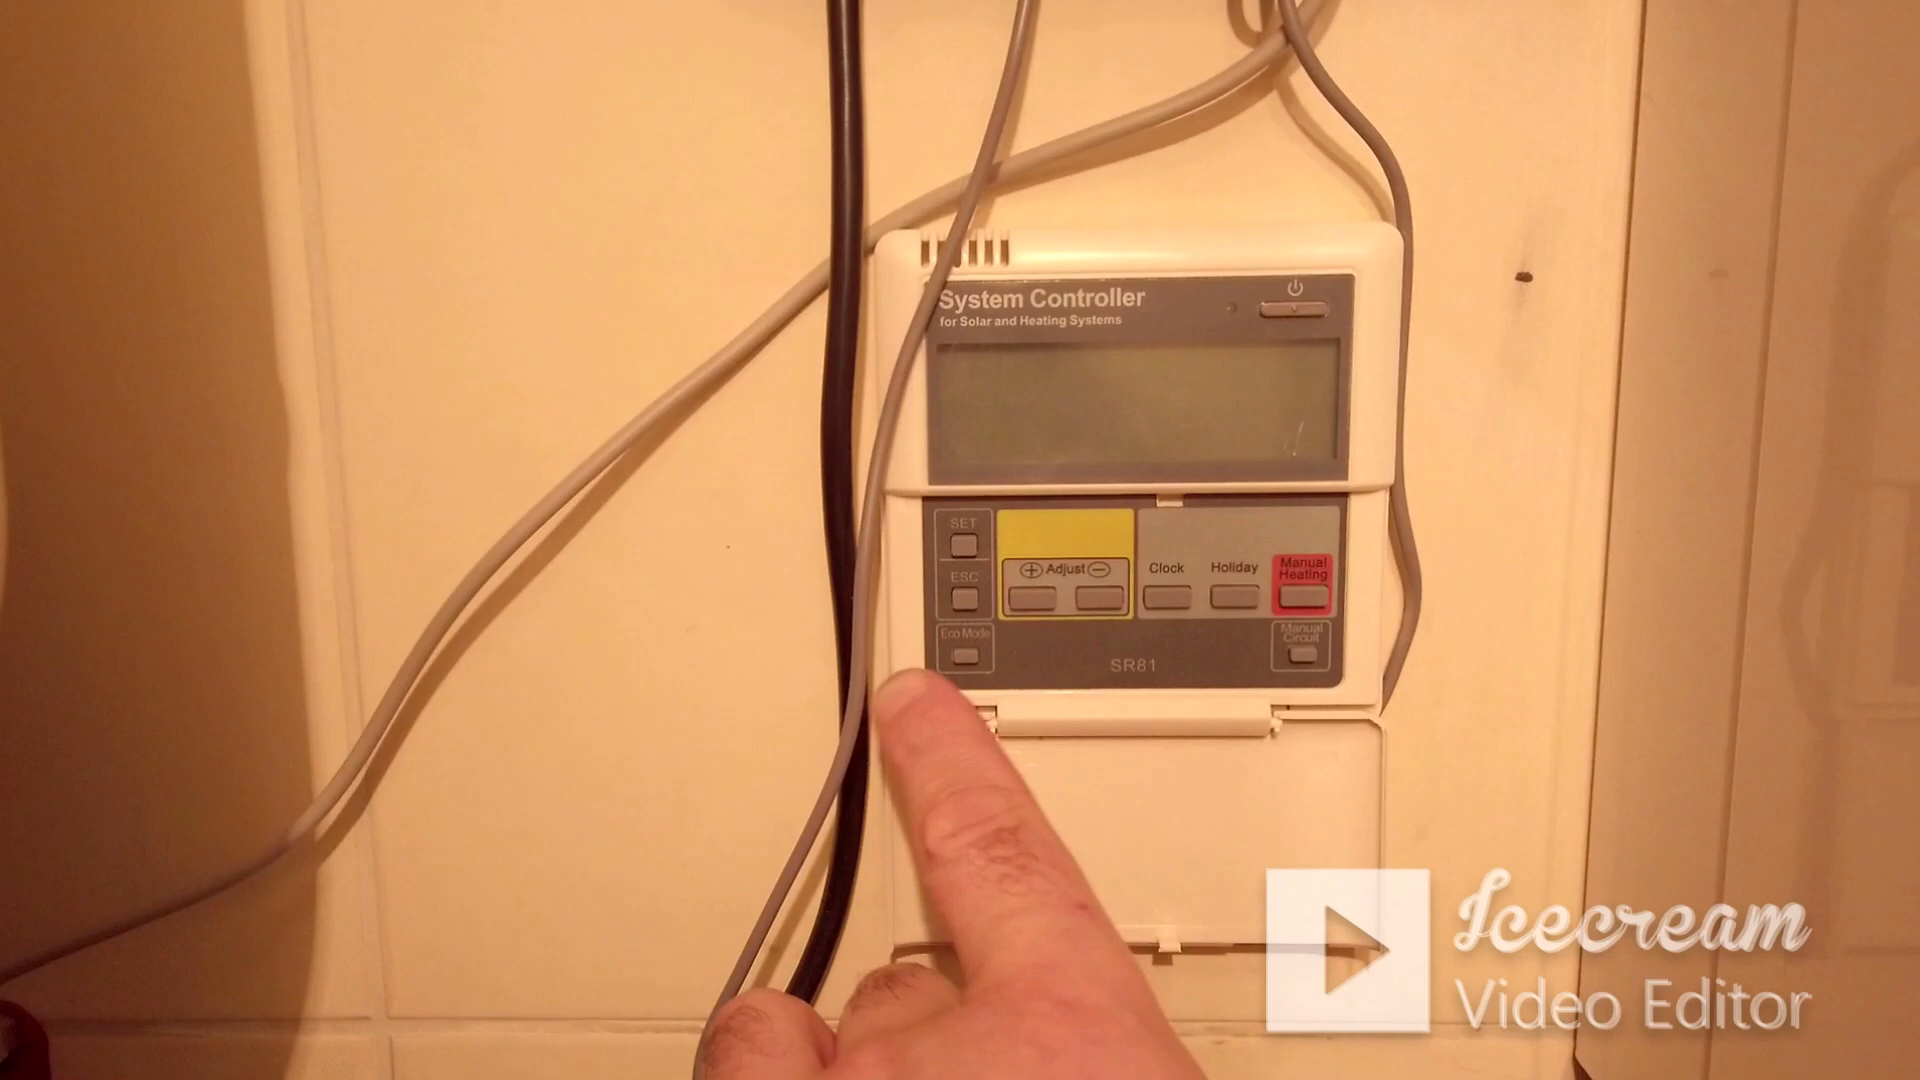 System Controller
for Solar and Heating Systems
SET
ESC
Eco Mode
Adjust
Clock
Holiday
Manual
Heating
Manual
Circuit
SR81
Icecream
Video Editor